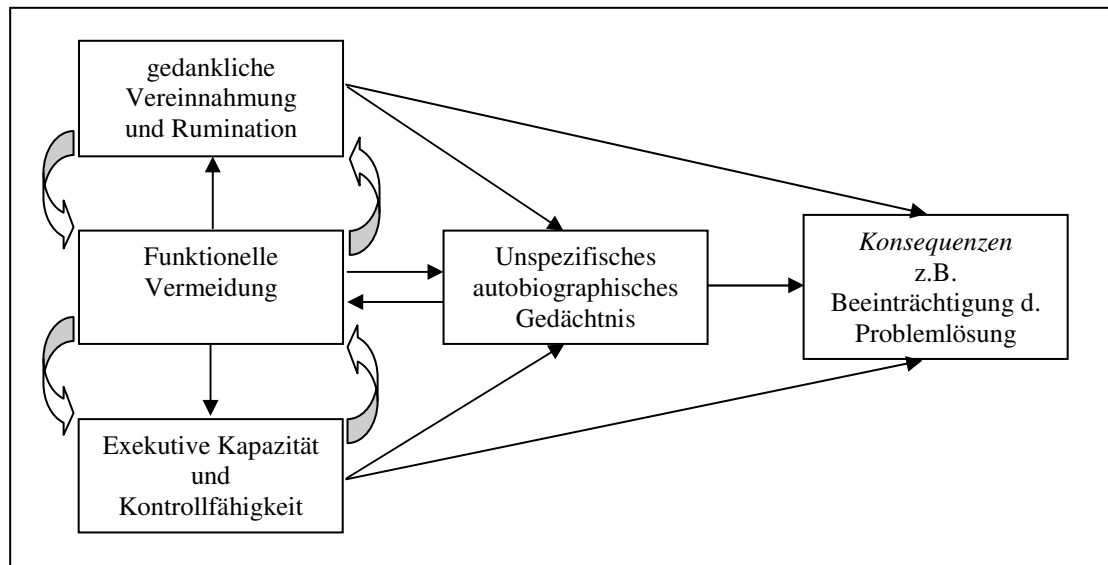 gedankliche
Vereinnahmung
und Rumination
Funktionelle
Vermeidung
Unspezifisches
autobiographisches
Gedächtnis
Konsequenzen
z.B.
Beeinträchtigung d.
Problemlösung
Exekutive Kapazität
und
Kontrollfähigkeit